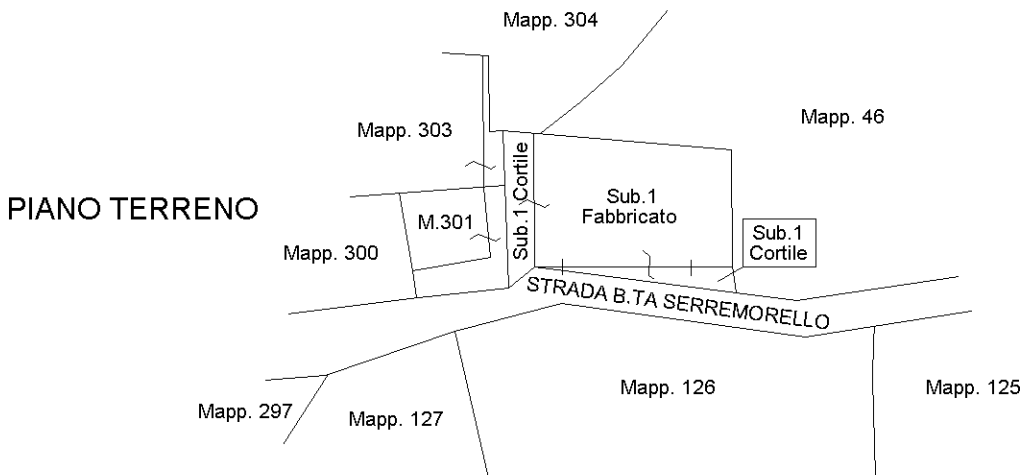 Mapp. 304
Mapp. 46
Mapp. 303
PIANO TERRENO
Sub.1 Cortile
Sub.1
Fabbricato
M.301
Sub.1
Cortile
Mapp. 300
STRADA B.TA SERREMORELLO
Mapp. 126
Mapp. 125
Mapp. 297
Mapp. 127